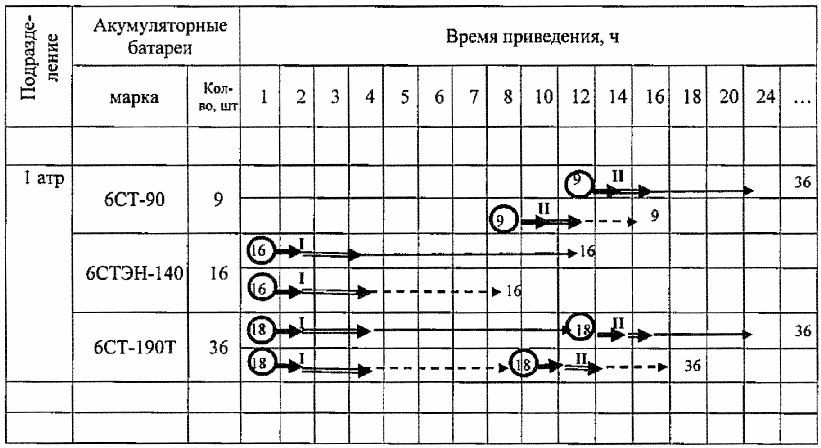 Подразде-
ление
Акумуляторные
батареи
Время приведения, ч
марка
Кол-
во, шт
1 2 3 4 5 6 7 8 10 12 14 16 18 20 24 ...
1 атр
6СТ-90
9
9 II 36
9 II 9
6СТЭН-140
16
16 I 16
16 I 16
6СТ-190Т
36
18 I 18 II 36
18 I 18 II 36